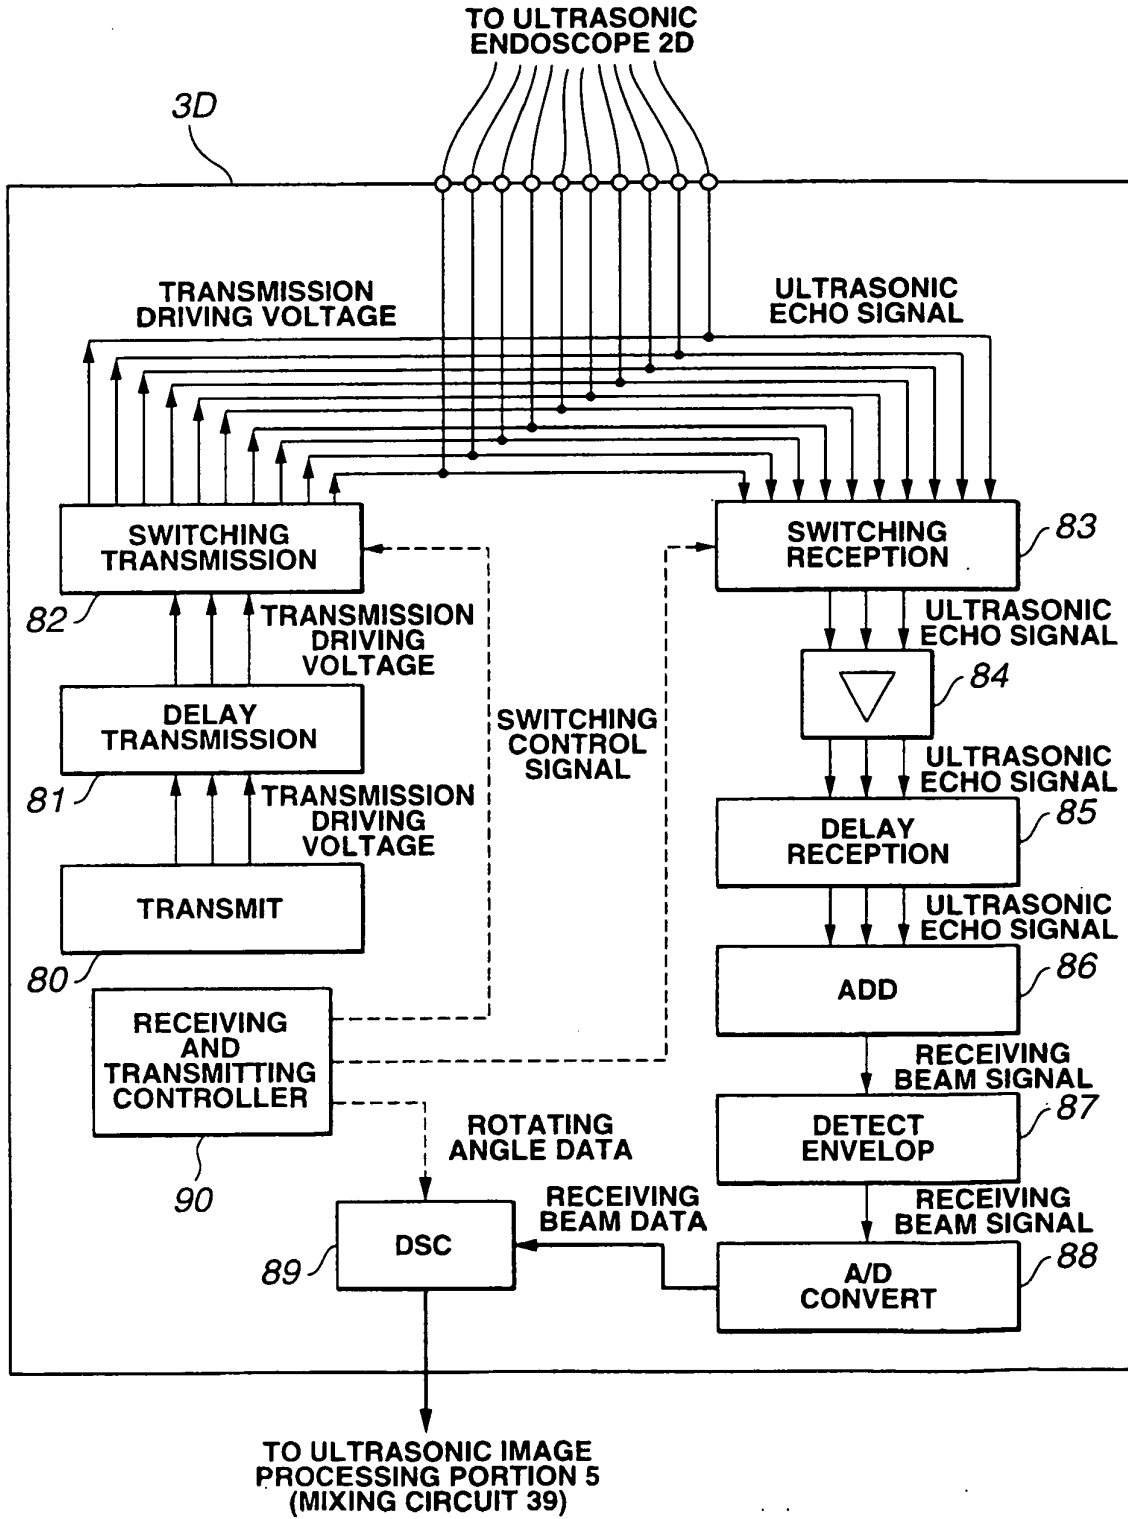 TO ULTRASONIC
ENDOSCOPE 2D
3D
TRANSMISSION
DRIVING VOLTAGE
ULTRASONIC
ECHO SIGNAL
SWITCHING
TRANSMISSION
82
SWITCHING
RECEPTION
83
TRANSMISSION
DRIVING
VOLTAGE
ULTRASONIC
ECHO SIGNAL
84
DELAY
TRANSMISSION
81
SWITCHING
CONTROL
SIGNAL
ULTRASONIC
ECHO SIGNAL
TRANSMISSION
DRIVING
VOLTAGE
DELAY
RECEPTION
85
TRANSMIT
80
ULTRASONIC
ECHO SIGNAL
ADD
86
RECEIVING
AND
TRANSMITTING
CONTROLLER
90
RECEIVING
BEAM SIGNAL
DETECT
ENVELOP
87
ROTATING
ANGLE DATA
RECEIVING
BEAM DATA
RECEIVING
BEAM SIGNAL
DSC
89
A/D
CONVERT
88
TO ULTRASONIC IMAGE
PROCESSING PORTION 5
(MIXING CIRCUIT 39)